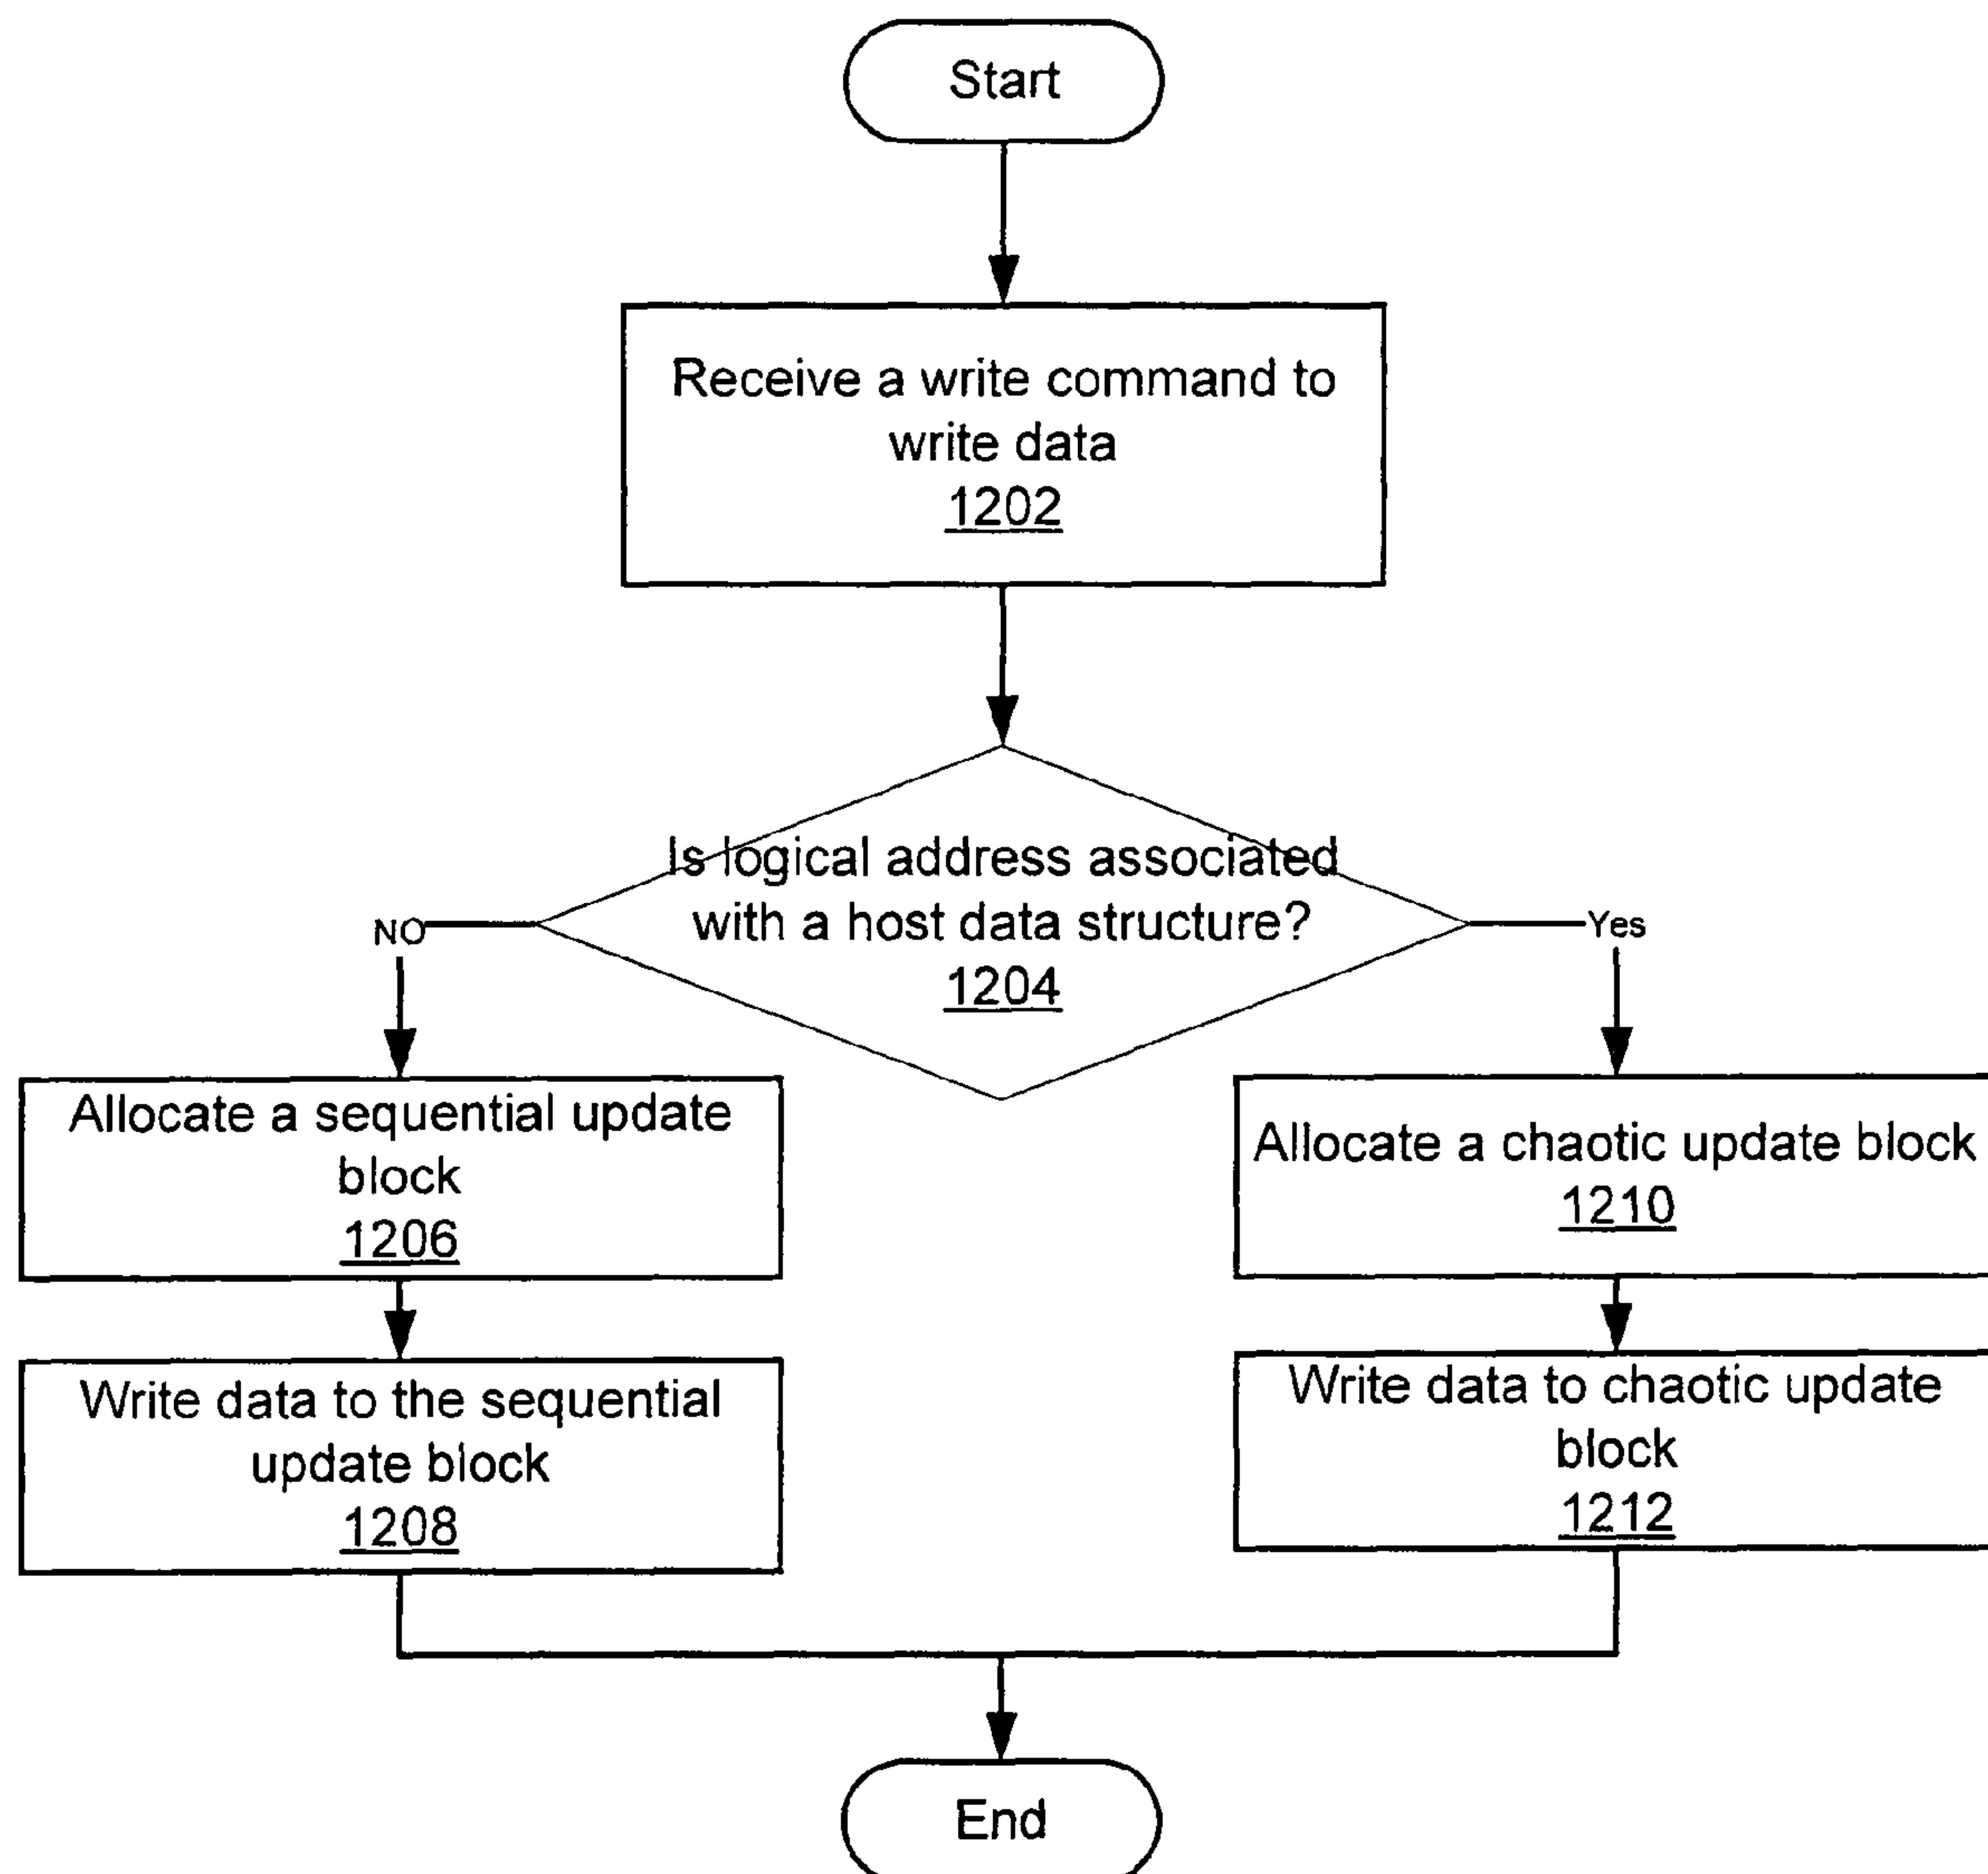 Start
Receive a write command to
write data
1202
Is logical address associated
with a host data structure?
1204
NO
Yes
Allocate a sequential update
block
1206
Allocate a chaotic update block
1210
Write data to the sequential
update block
1208
Write data to chaotic update
block
1212
End